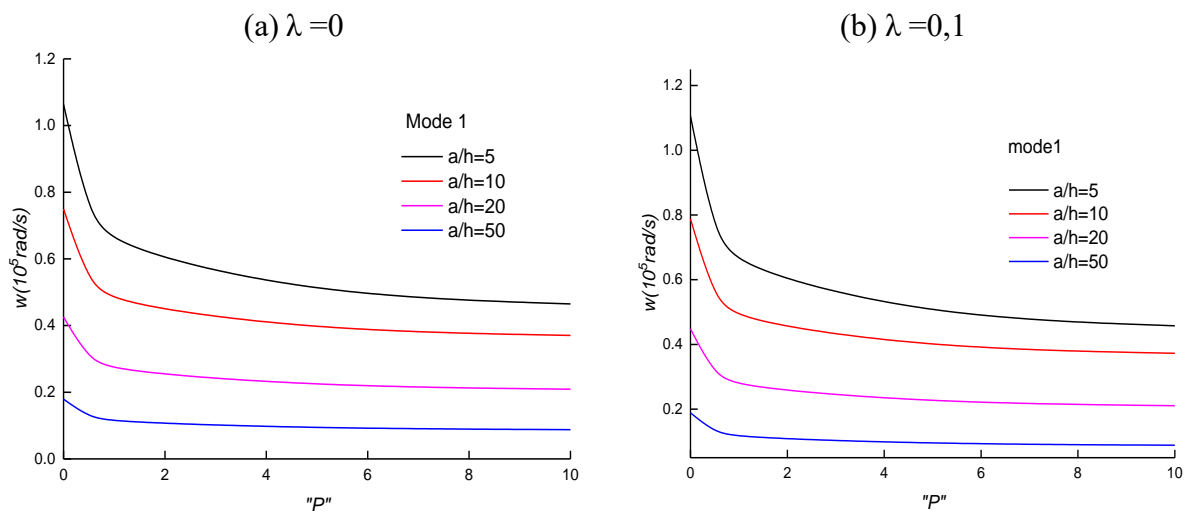 (a) λ =0
1.2
1.0
0.8
0.6
0.4
0.2
0.0
w(10⁵rad/s)
Mode 1
a/h=5
a/h=10
a/h=20
a/h=50
0 2 4 6 8 10
"P"
(b) λ =0,1
1.2
1.0
0.8
0.6
0.4
0.2
w(10⁵rad/s)
mode1
a/h=5
a/h=10
a/h=20
a/h=50
0 2 4 6 8 10
"P"